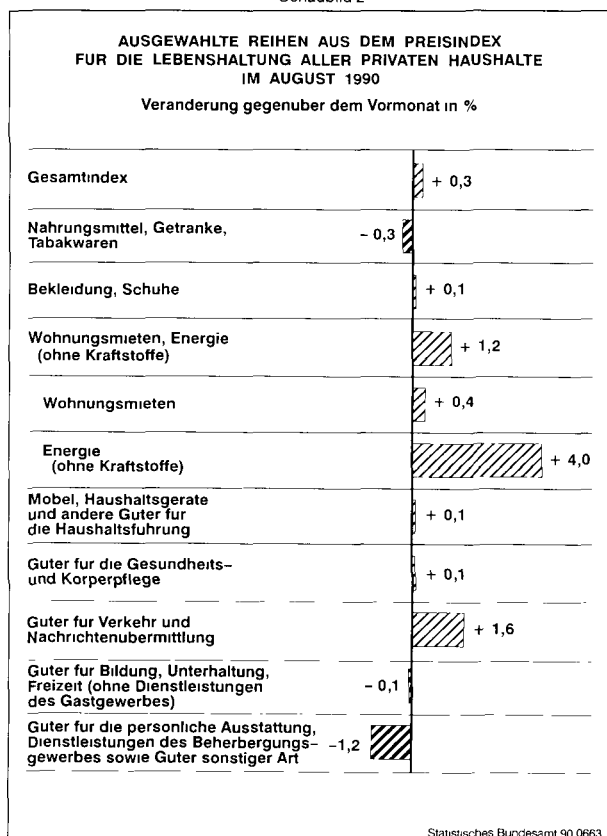 AUSGEWAHLTE REIHEN AUS DEM PREISINDEX
FUR DIE LEBENSHALTUNG ALLER PRIVATEN HAUSHALTE
IM AUGUST 1990
Veranderung gegenuber dem Vormonat in %
Gesamtindex
+ 0,3
Nahrungsmittel, Getranke,
Tabakwaren
- 0,3
Bekleidung, Schuhe
+ 0,1
Wohnungsmieten, Energie
(ohne Kraftstoffe)
+ 1,2
Wohnungsmieten
+ 0,4
Energie
(ohne Kraftstoffe)
+ 4,0
Mobel, Haushaltsgerate
und andere Guter fur
die Haushaltsfuhrung
+ 0,1
Guter fur die Gesundheits-
und Korperpflege
+ 0,1
Guter fur Verkehr und
Nachrichtenubermittlung
+ 1,6
Guter fur Bildung, Unterhaltung,
Freizeit (ohne Dienstleistungen
des Gastgewerbes)
- 0,1
Guter fur die personliche Ausstattung,
Dienstleistungen des Beherbergungs-
gewerbes sowie Guter sonstiger Art
-1,2
Statistisches Bundesamt 90 0663